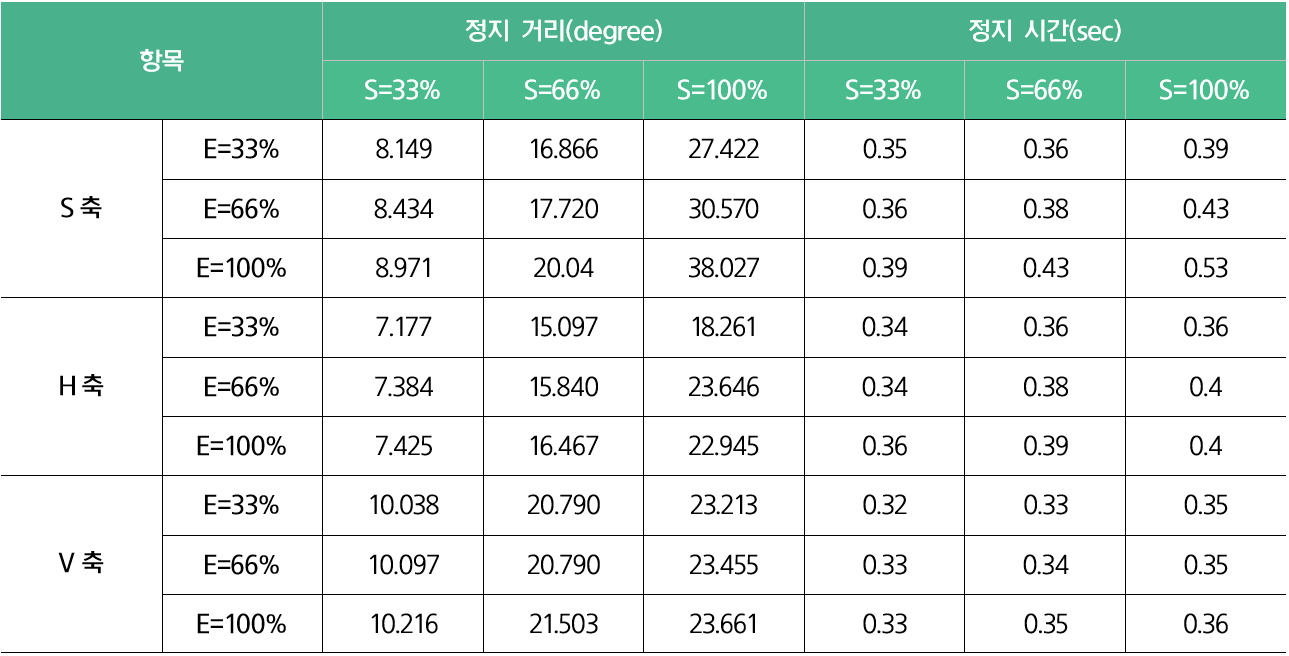 항목 정지 거리(degree) 정지 시간(sec)
S=33% S=66% S=100% S=33% S=66% S=100%
S 축 E=33% 8.149 16.866 27.422 0.35 0.36 0.39
E=66% 8.434 17.720 30.570 0.36 0.38 0.43
E=100% 8.971 20.04 38.027 0.39 0.43 0.53
H 축 E=33% 7.177 15.097 18.261 0.34 0.36 0.36
E=66% 7.384 15.840 23.646 0.34 0.38 0.4
E=100% 7.425 16.467 22.945 0.36 0.39 0.4
V 축 E=33% 10.038 20.790 23.213 0.32 0.33 0.35
E=66% 10.097 20.790 23.455 0.33 0.34 0.35
E=100% 10.216 21.503 23.661 0.33 0.35 0.36